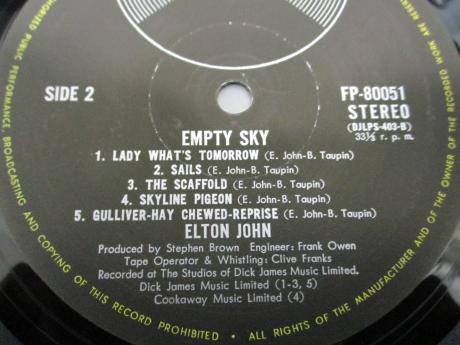 SIDE 2
FP-80051
STEREO
(DJLPS-403-B)
33⅓ r. p. m.
EMPTY SKY
1. LADY WHAT'S TOMORROW (E. John-B. Taupin)
2. SAILS (E. John-B. Taupin)
3. THE SCAFFOLD (E. John-B. Taupin)
4. SKYLINE PIGEON (E. John-B. Taupin)
5. GULLIVER-HAY CHEWED-REPRISE (E. John-B. Taupin)
ELTON JOHN
Produced by Stephen Brown Engineer: Frank Owen
Tape Operator & Whistling: Clive Franks
Recorded at The Studios of Dick James Music Limited.
Dick James Music Limited (1-3, 5)
Cookaway Music Limited (4)
PUBLIC PERFORMANCE, BROADCASTING AND COPYING OF THIS RECORD PROHIBITED • ALL RIGHTS OF THE MANUFACTURER AND OF THE OWNER OF THE RECORDED WORK ARE